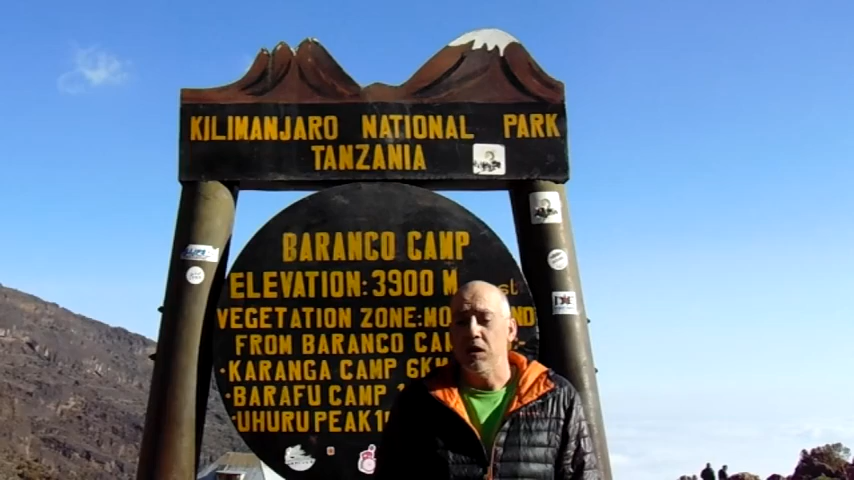 KILIMANJARO NATIONAL PARK
TANZANIA
BARANCO CAMP
ELEVATION: 3900 M
VEGETATION ZONE:
FROM BARANCO
•KARANGA CAMP 6KM
•BARAFU CAMP
•UHURU PEAK